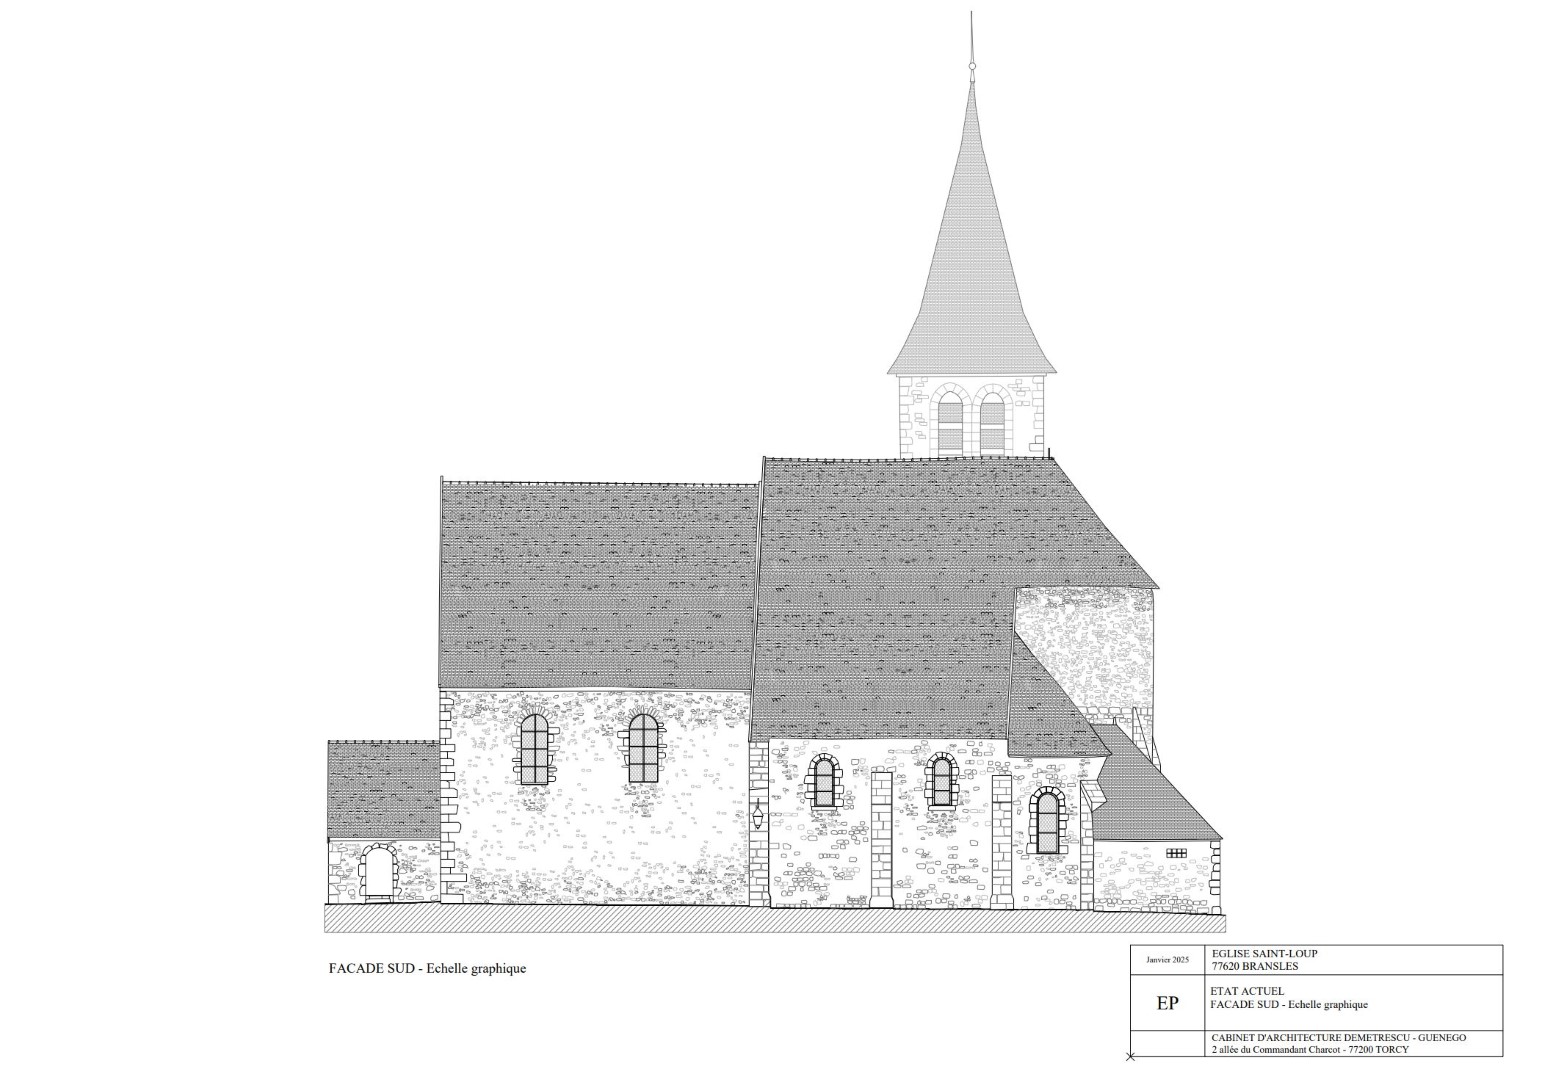 FACADE SUD - Echelle graphique
Janvier 2025
EGLISE SAINT-LOUP
77620 BRANSLES
EP
ETAT ACTUEL
FACADE SUD - Echelle graphique
CABINET D'ARCHITECTURE DEMETRESCU - GUENEGO
2 allée du Commandant Charcot - 77200 TORCY